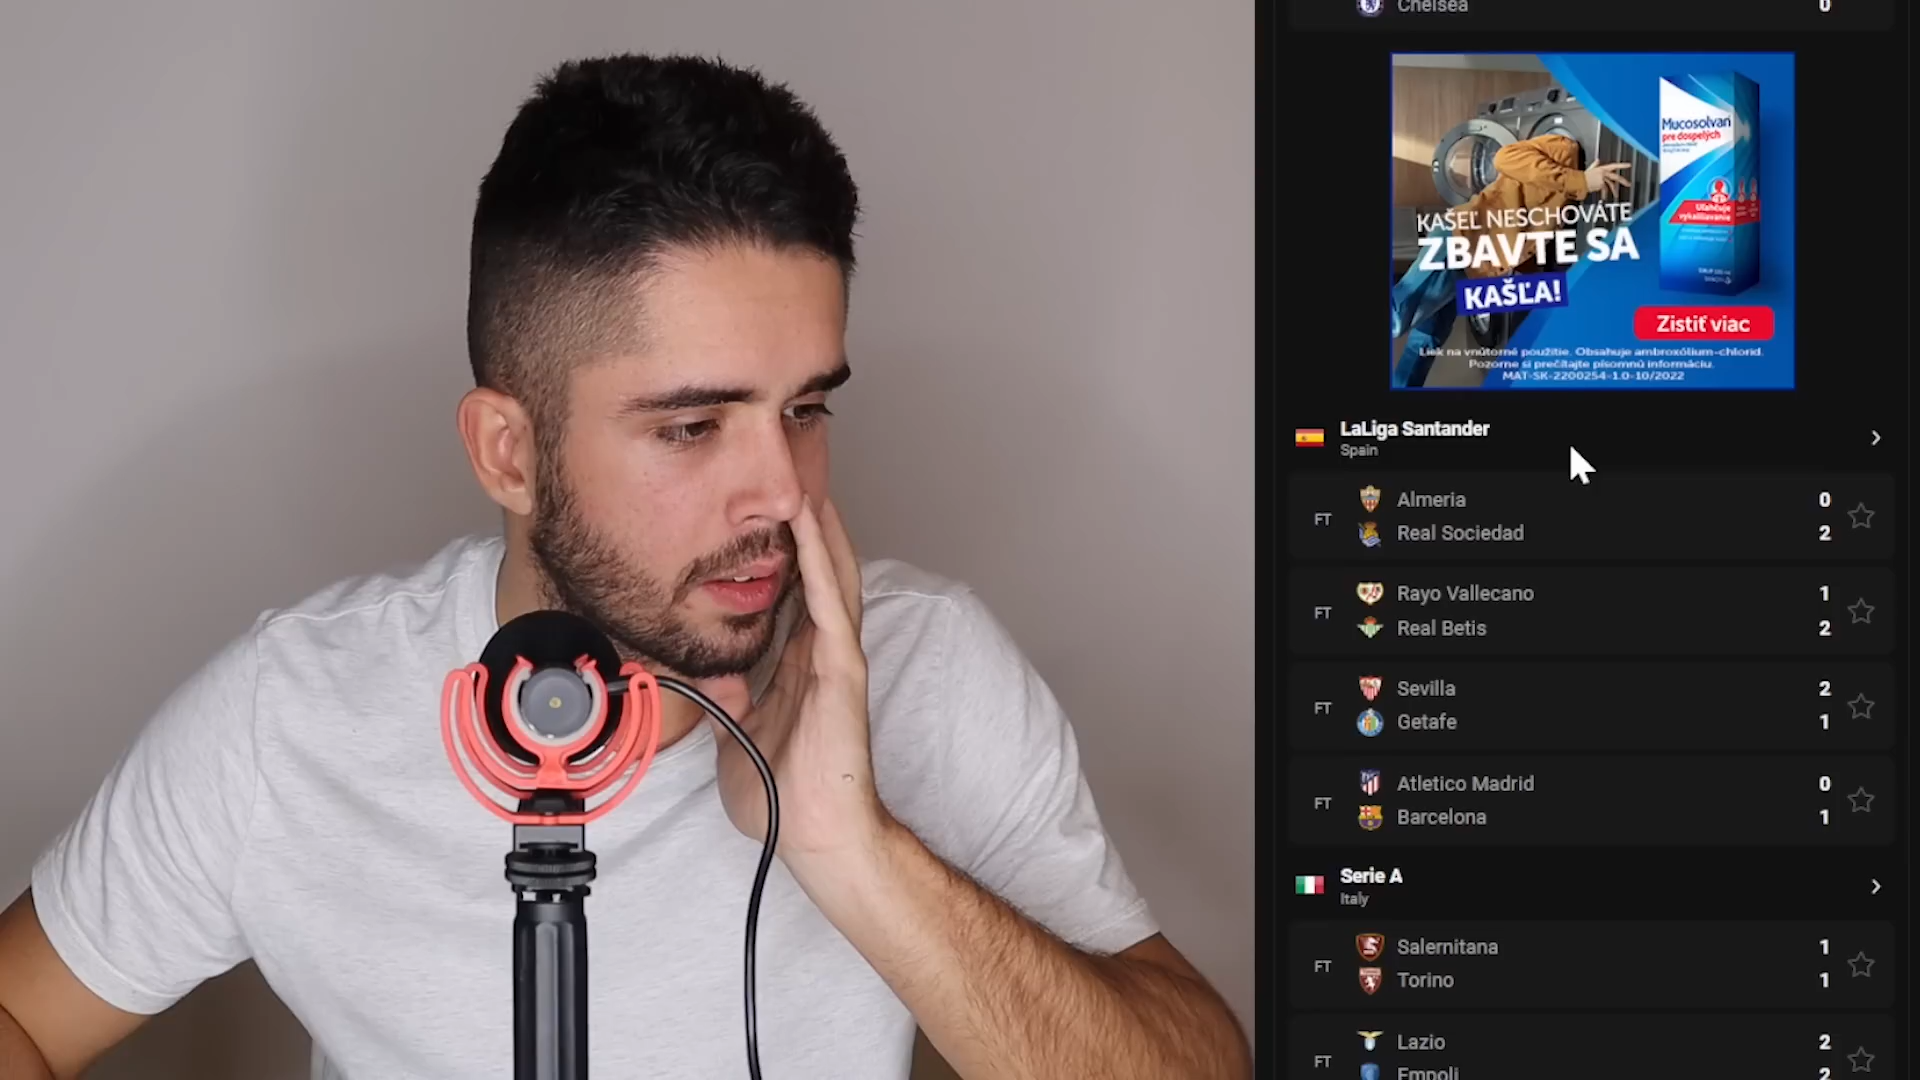 Chelsea
0
Mucosolvan
pre dospelých
Uľahčuje
vykašliavanie
KAŠEĽ NESCHOVÁTE
ZBAVTE SA
KAŠĽA!
Zistiť viac
Liek na vnútorné použitie. Obsahuje ambroxólium-chlorid.
Pozorne si prečítajte písomnú informáciu.
MAT-SK-2200254-1.0-10/2022
LaLiga Santander
Spain
FT
Almeria
0
Real Sociedad
2
FT
Rayo Vallecano
1
Real Betis
2
FT
Sevilla
2
Getafe
1
FT
Atletico Madrid
0
Barcelona
1
Serie A
Italy
FT
Salernitana
1
Torino
1
FT
Lazio
2
Empoli
2